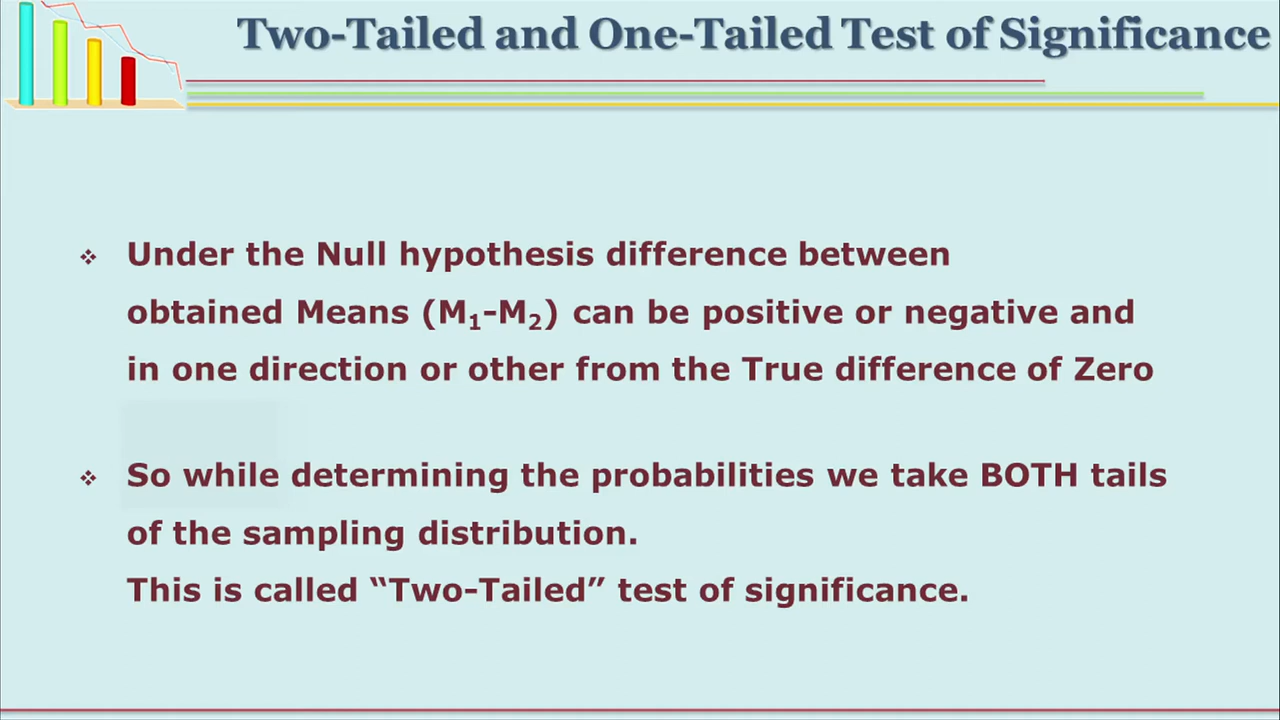 Two-Tailed and One-Tailed Test of Significance
❖ Under the Null hypothesis difference between
obtained Means (M₁-M₂) can be positive or negative and
in one direction or other from the True difference of Zero
❖ So while determining the probabilities we take BOTH tails
of the sampling distribution.
This is called “Two-Tailed” test of significance.